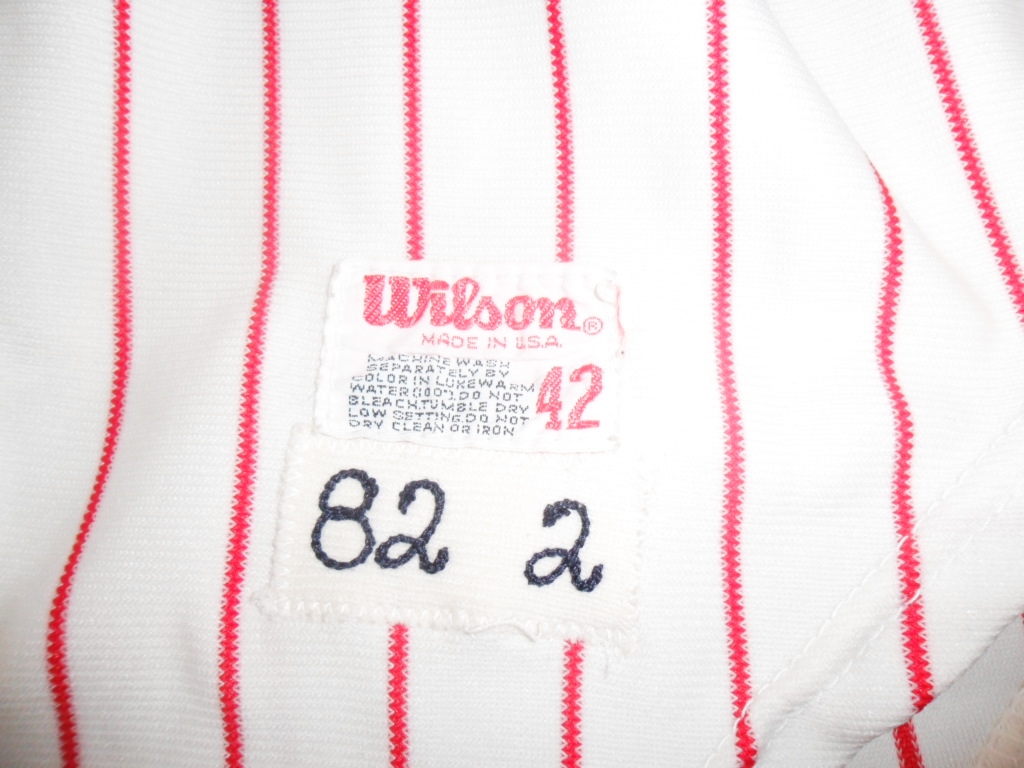 Wilson®
MADE IN U.S.A.
MACHINE WASH
SEPARATELY BY
COLOR IN LUKEWARM
WATER(100°).DO NOT
BLEACH.TUMBLE DRY
LOW SETTING.DO NOT
DRY CLEAN OR IRON
42
82 2